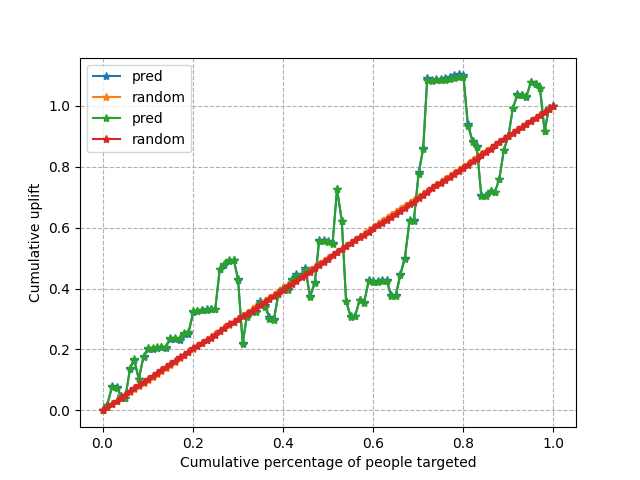 pred
random
pred
random
1.0
0.8
0.6
0.4
0.2
0.0
Cumulative uplift
0.0 0.2 0.4 0.6 0.8 1.0
Cumulative percentage of people targeted